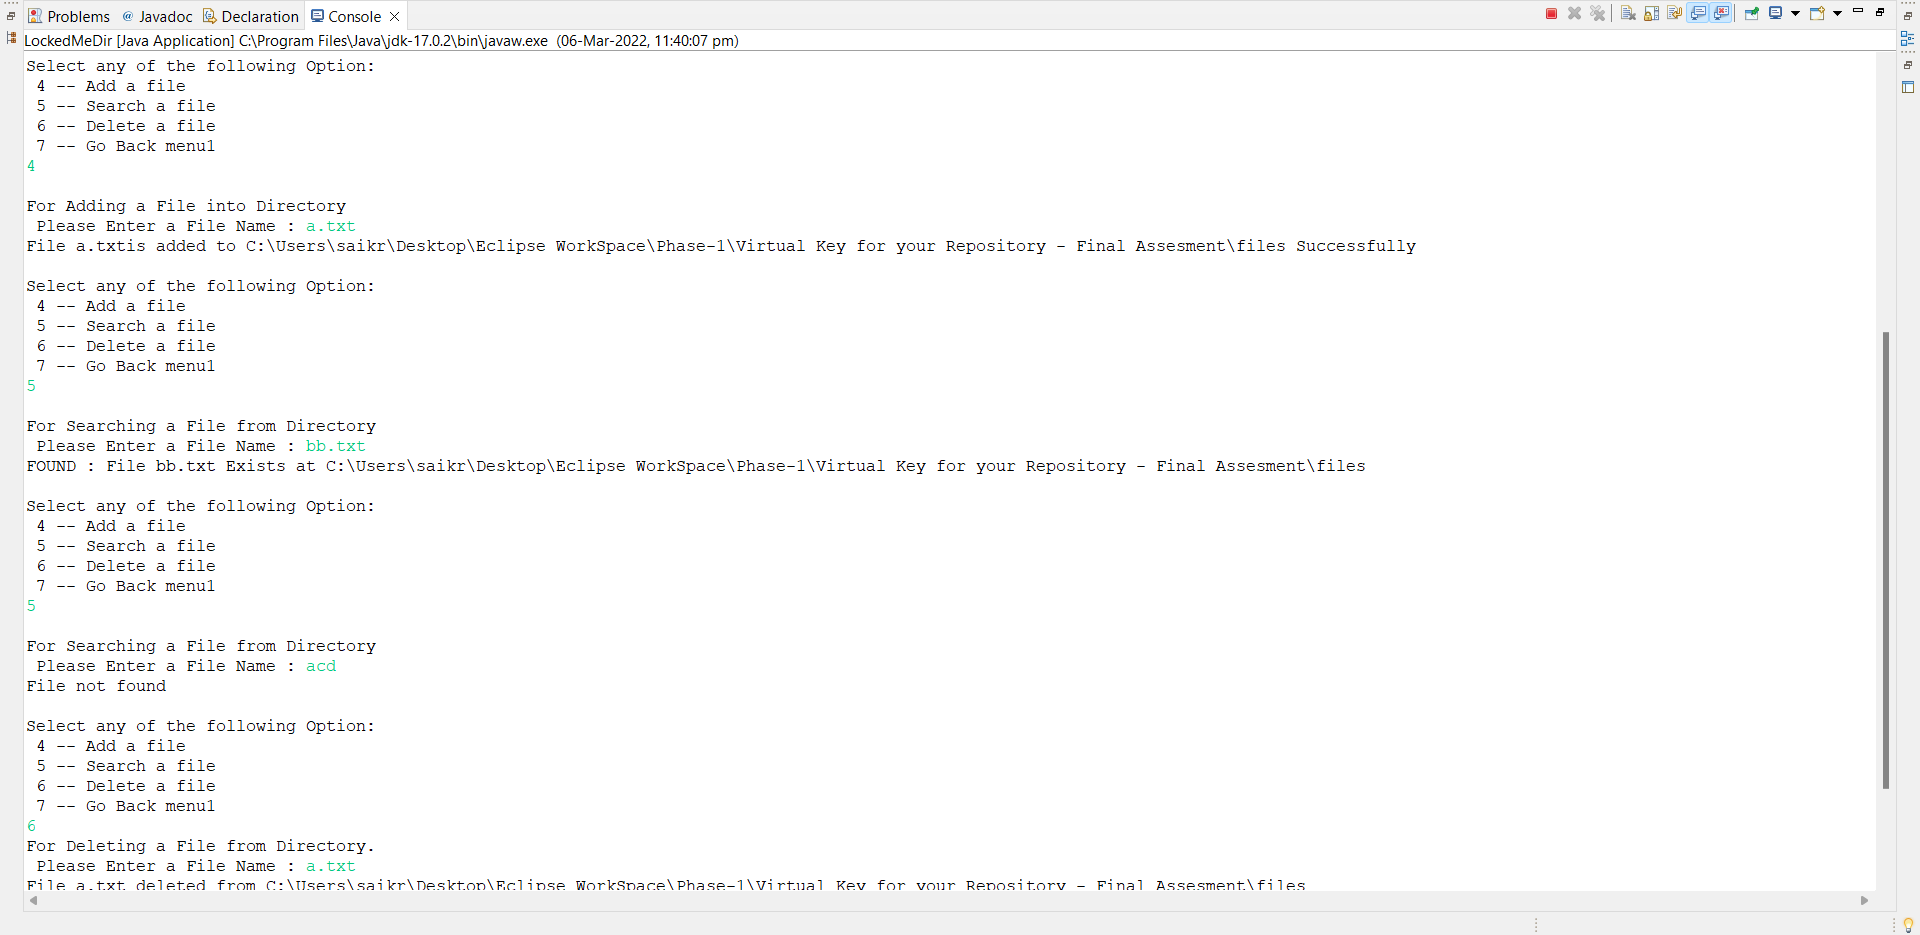 Problems @ Javadoc Declaration Console
LockedMeDir [Java Application] C:\Program Files\Java\jdk-17.0.2\bin\javaw.exe (06-Mar-2022, 11:40:07 pm)
Select any of the following Option:
 4 -- Add a file
 5 -- Search a file
 6 -- Delete a file
 7 -- Go Back menu1
4

For Adding a File into Directory
 Please Enter a File Name : a.txt
File a.txtis added to C:\Users\saikr\Desktop\Eclipse WorkSpace\Phase-1\Virtual Key for your Repository - Final Assesment\files Successfully

Select any of the following Option:
 4 -- Add a file
 5 -- Search a file
 6 -- Delete a file
 7 -- Go Back menu1
5

For Searching a File from Directory
 Please Enter a File Name : bb.txt
FOUND : File bb.txt Exists at C:\Users\saikr\Desktop\Eclipse WorkSpace\Phase-1\Virtual Key for your Repository - Final Assesment\files

Select any of the following Option:
 4 -- Add a file
 5 -- Search a file
 6 -- Delete a file
 7 -- Go Back menu1
5

For Searching a File from Directory
 Please Enter a File Name : acd
File not found

Select any of the following Option:
 4 -- Add a file
 5 -- Search a file
 6 -- Delete a file
 7 -- Go Back menu1
6
For Deleting a File from Directory.
 Please Enter a File Name : a.txt
File a.txt deleted from C:\Users\saikr\Desktop\Eclipse WorkSpace\Phase-1\Virtual Key for your Repository - Final Assesment\files